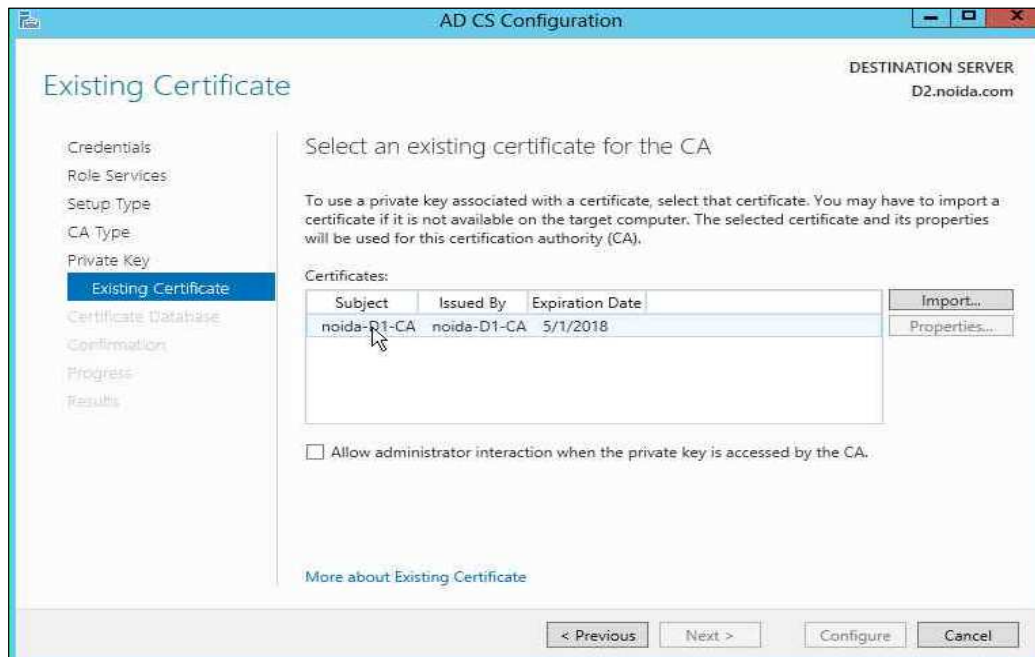 AD CS Configuration
Existing Certificate
DESTINATION SERVER
D2.noida.com
Credentials
Role Services
Setup Type
CA Type
Private Key
Existing Certificate
Certificate Database
Confirmation
Progress
Results
Select an existing certificate for the CA
To use a private key associated with a certificate, select that certificate. You may have to import a
certificate if it is not available on the target computer. The selected certificate and its properties
will be used for this certification authority (CA).
Certificates:
Subject Issued By Expiration Date
noida-D1-CA noida-D1-CA 5/1/2018
Import...
Properties...
Allow administrator interaction when the private key is accessed by the CA.
More about Existing Certificate
< Previous Next > Configure Cancel